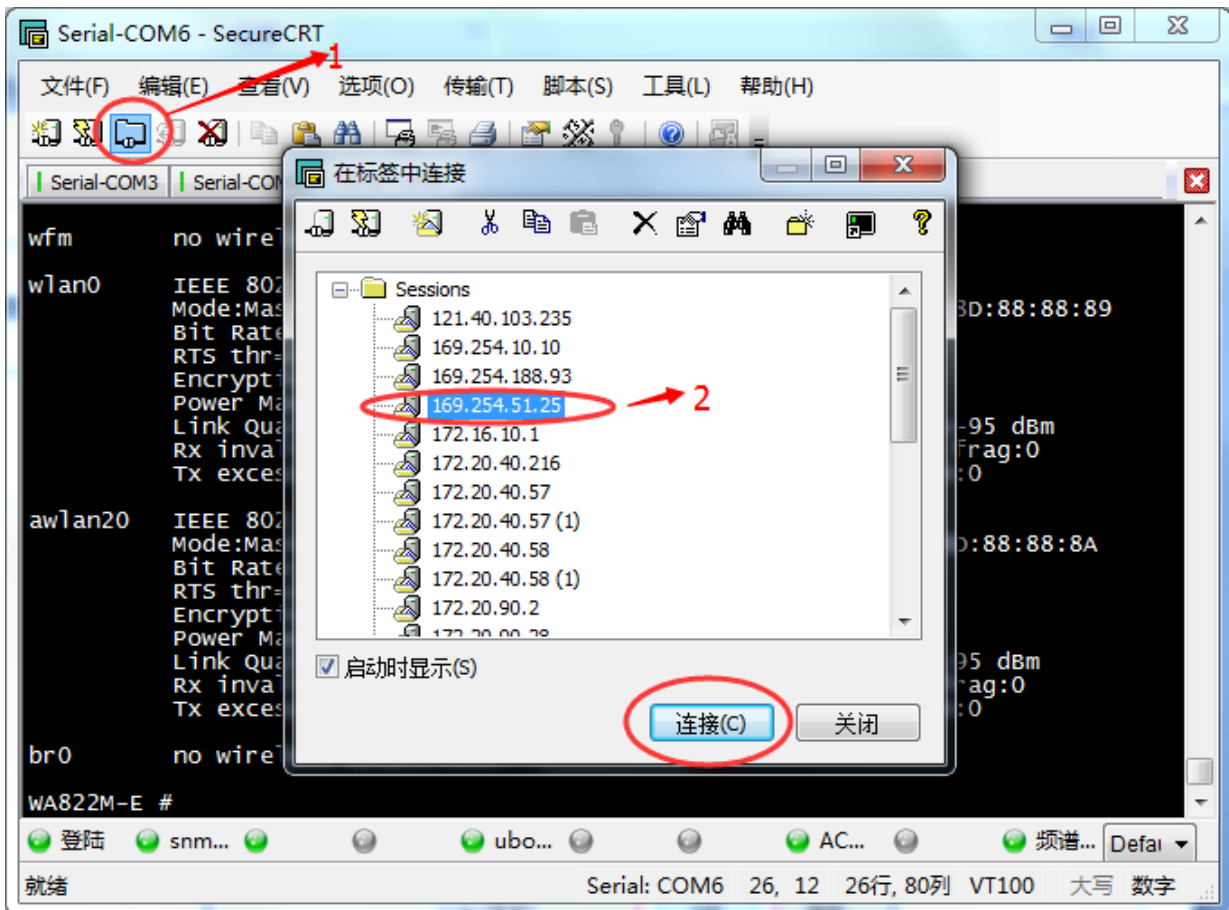 Serial-COM6 - SecureCRT
1
文件(F) 编辑(E) 查看(V) 选项(O) 传输(T) 脚本(S) 工具(L) 帮助(H)
Serial-COM3 Serial-COM
在标签中连接
wfm no wirel
Sessions
wlan0 IEEE 802
121.40.103.235
Mode:Mas 3D:88:88:89
Bit Rate
169.254.10.10
RTS thr=
169.254.188.93
Encrypti
169.254.51.25 2
Power Ma
Link Qua 172.16.10.1 -95 dBm
Rx inval frag:0
172.20.40.216
Tx exces :0
172.20.40.57
awlan20 IEEE 802
172.20.40.57 (1)
Mode:Mas 172.20.40.58 D:88:88:8A
Bit Rate
172.20.40.58 (1)
RTS thr=
Encrypti 172.20.90.2
Power Ma
Link Qua 启动时显示(S) 95 dBm
Rx inval ag:0
Tx exces 连接(C) 关闭 :0
br0 no wirel
WA822M-E #
登陆 snm... ubo... AC... 频谱... Defau
就绪 Serial: COM6 26, 12 26行, 80列 VT100 大写 数字